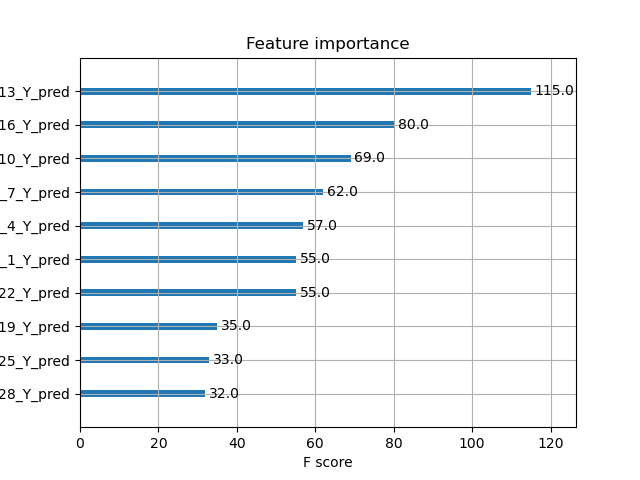 Feature importance
13_Y_pred 115.0
16_Y_pred 80.0
10_Y_pred 69.0
_7_Y_pred 62.0
_4_Y_pred 57.0
_1_Y_pred 55.0
22_Y_pred 55.0
19_Y_pred 35.0
25_Y_pred 33.0
28_Y_pred 32.0
0 20 40 60 80 100 120
F score